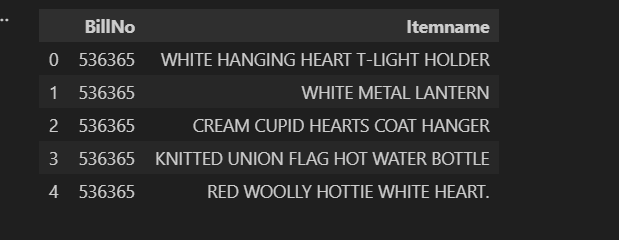 ..
BillNo Itemname
0 536365 WHITE HANGING HEART T-LIGHT HOLDER
1 536365 WHITE METAL LANTERN
2 536365 CREAM CUPID HEARTS COAT HANGER
3 536365 KNITTED UNION FLAG HOT WATER BOTTLE
4 536365 RED WOOLLY HOTTIE WHITE HEART.